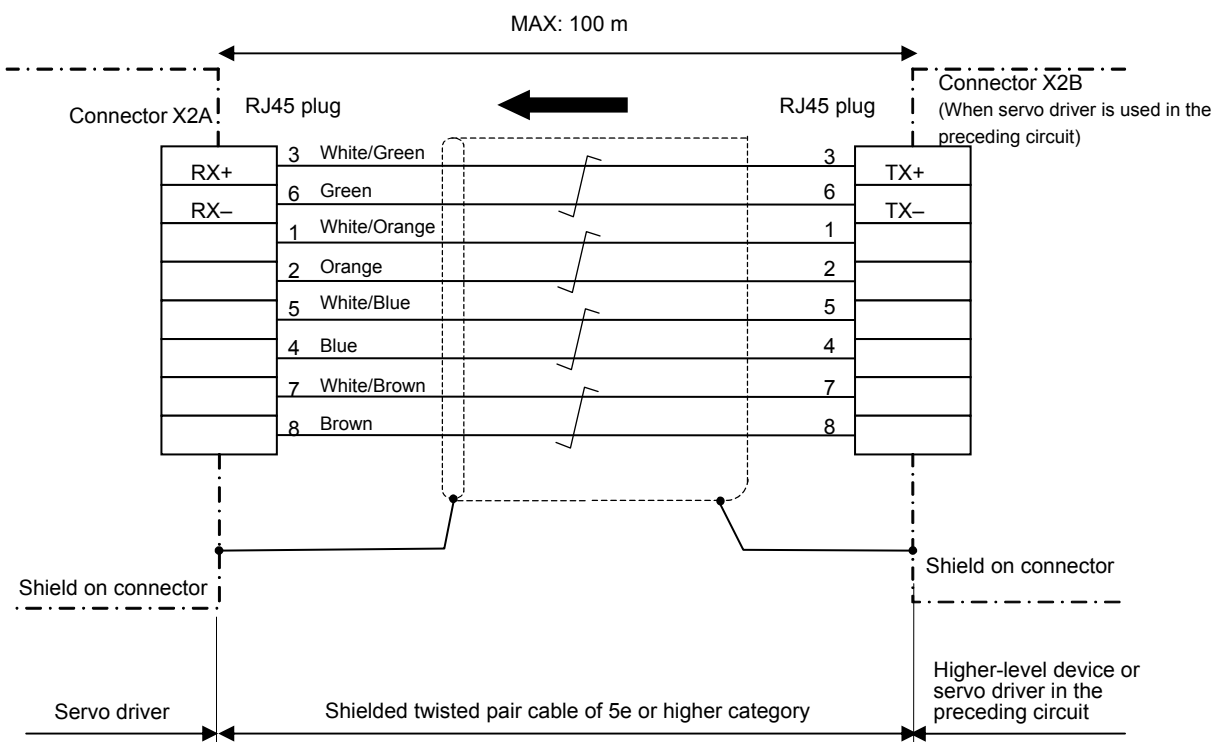 MAX: 100 m
Connector X2A
RJ45 plug
RJ45 plug
Connector X2B
(When servo driver is used in the
preceding circuit)
RX+
3 White/Green
3
TX+
RX–
6 Green
6
TX–
1 White/Orange
1
2 Orange
2
5 White/Blue
5
4 Blue
4
7 White/Brown
7
8 Brown
8
Shield on connector
Shield on connector
Servo driver
Shielded twisted pair cable of 5e or higher category
Higher-level device or
servo driver in the
preceding circuit